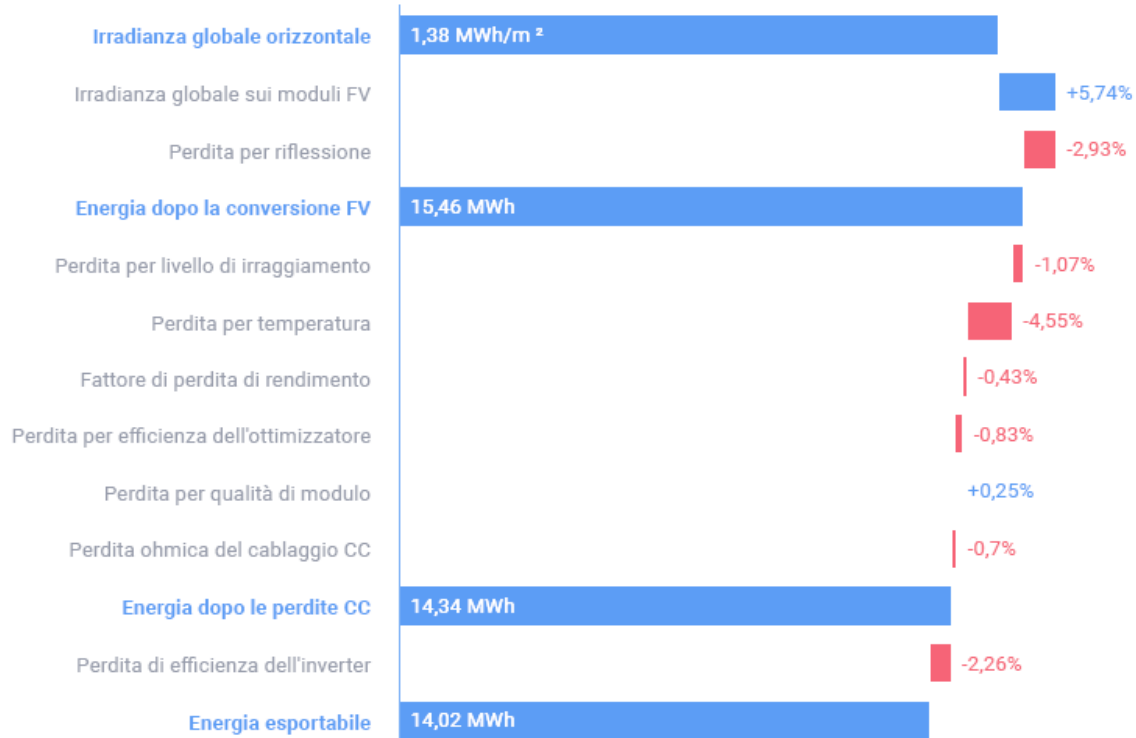 Irradianza globale orizzontale 1,38 MWh/m ²
Irradianza globale sui moduli FV +5,74%
Perdita per riflessione -2,93%
Energia dopo la conversione FV 15,46 MWh
Perdita per livello di irraggiamento -1,07%
Perdita per temperatura -4,55%
Fattore di perdita di rendimento -0,43%
Perdita per efficienza dell'ottimizzatore -0,83%
Perdita per qualità di modulo +0,25%
Perdita ohmica del cablaggio CC -0,7%
Energia dopo le perdite CC 14,34 MWh
Perdita di efficienza dell'inverter -2,26%
Energia esportabile 14,02 MWh